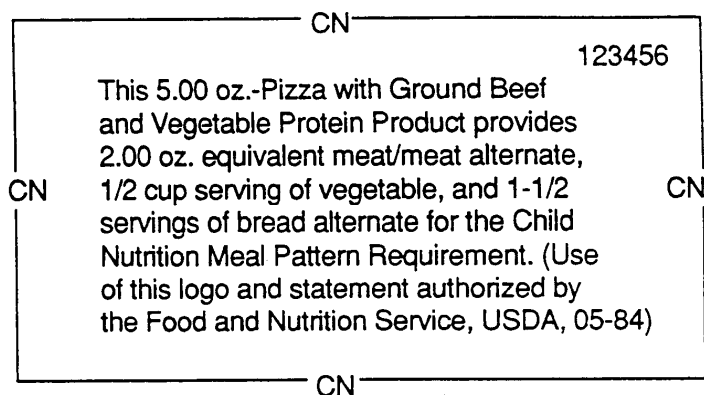 CN
123456
This 5.00 oz.-Pizza with Ground Beef
and Vegetable Protein Product provides
2.00 oz. equivalent meat/meat alternate,
CN 1/2 cup serving of vegetable, and 1-1/2 CN
servings of bread alternate for the Child
Nutrition Meal Pattern Requirement. (Use
of this logo and statement authorized by
the Food and Nutrition Service, USDA, 05-84)
CN